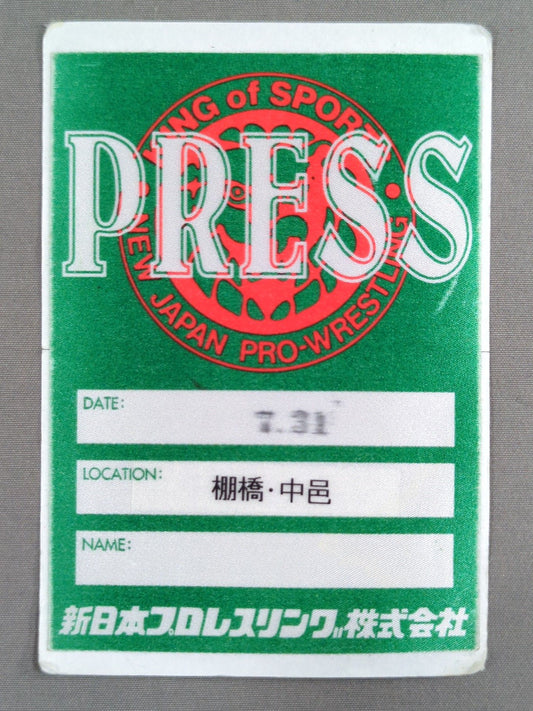 KING of SPORTS
PRESS
NEW JAPAN PRO-WRESTLING
DATE:
7.31
LOCATION:
棚橋・中邑
NAME:
新日本プロレスリング株式会社